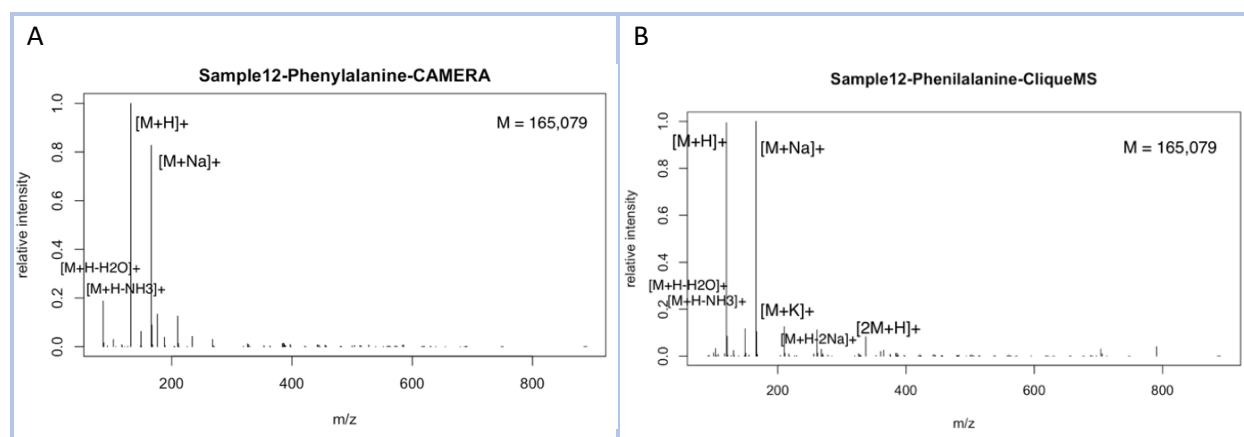 A
Sample12-Phenylalanine-CAMERA
relative intensity
1.0
0.8
0.6
0.4
0.2
0.0
[M+H]+
M = 165,079
[M+Na]+
[M+H-H2O]+
[M+H-NH3]+
200
400
600
800
m/z
B
Sample12-Phenilalanine-CliqueMS
relative intensity
1.0
0.8
0.6
0.4
0.2
0.0
[M+H]+
[M+Na]+
M = 165,079
[M+H-H2O]+
[M+H-NH3]+
[M+K]+
[2M+H]+
[M+H-2Na]+
200
400
600
800
m/z